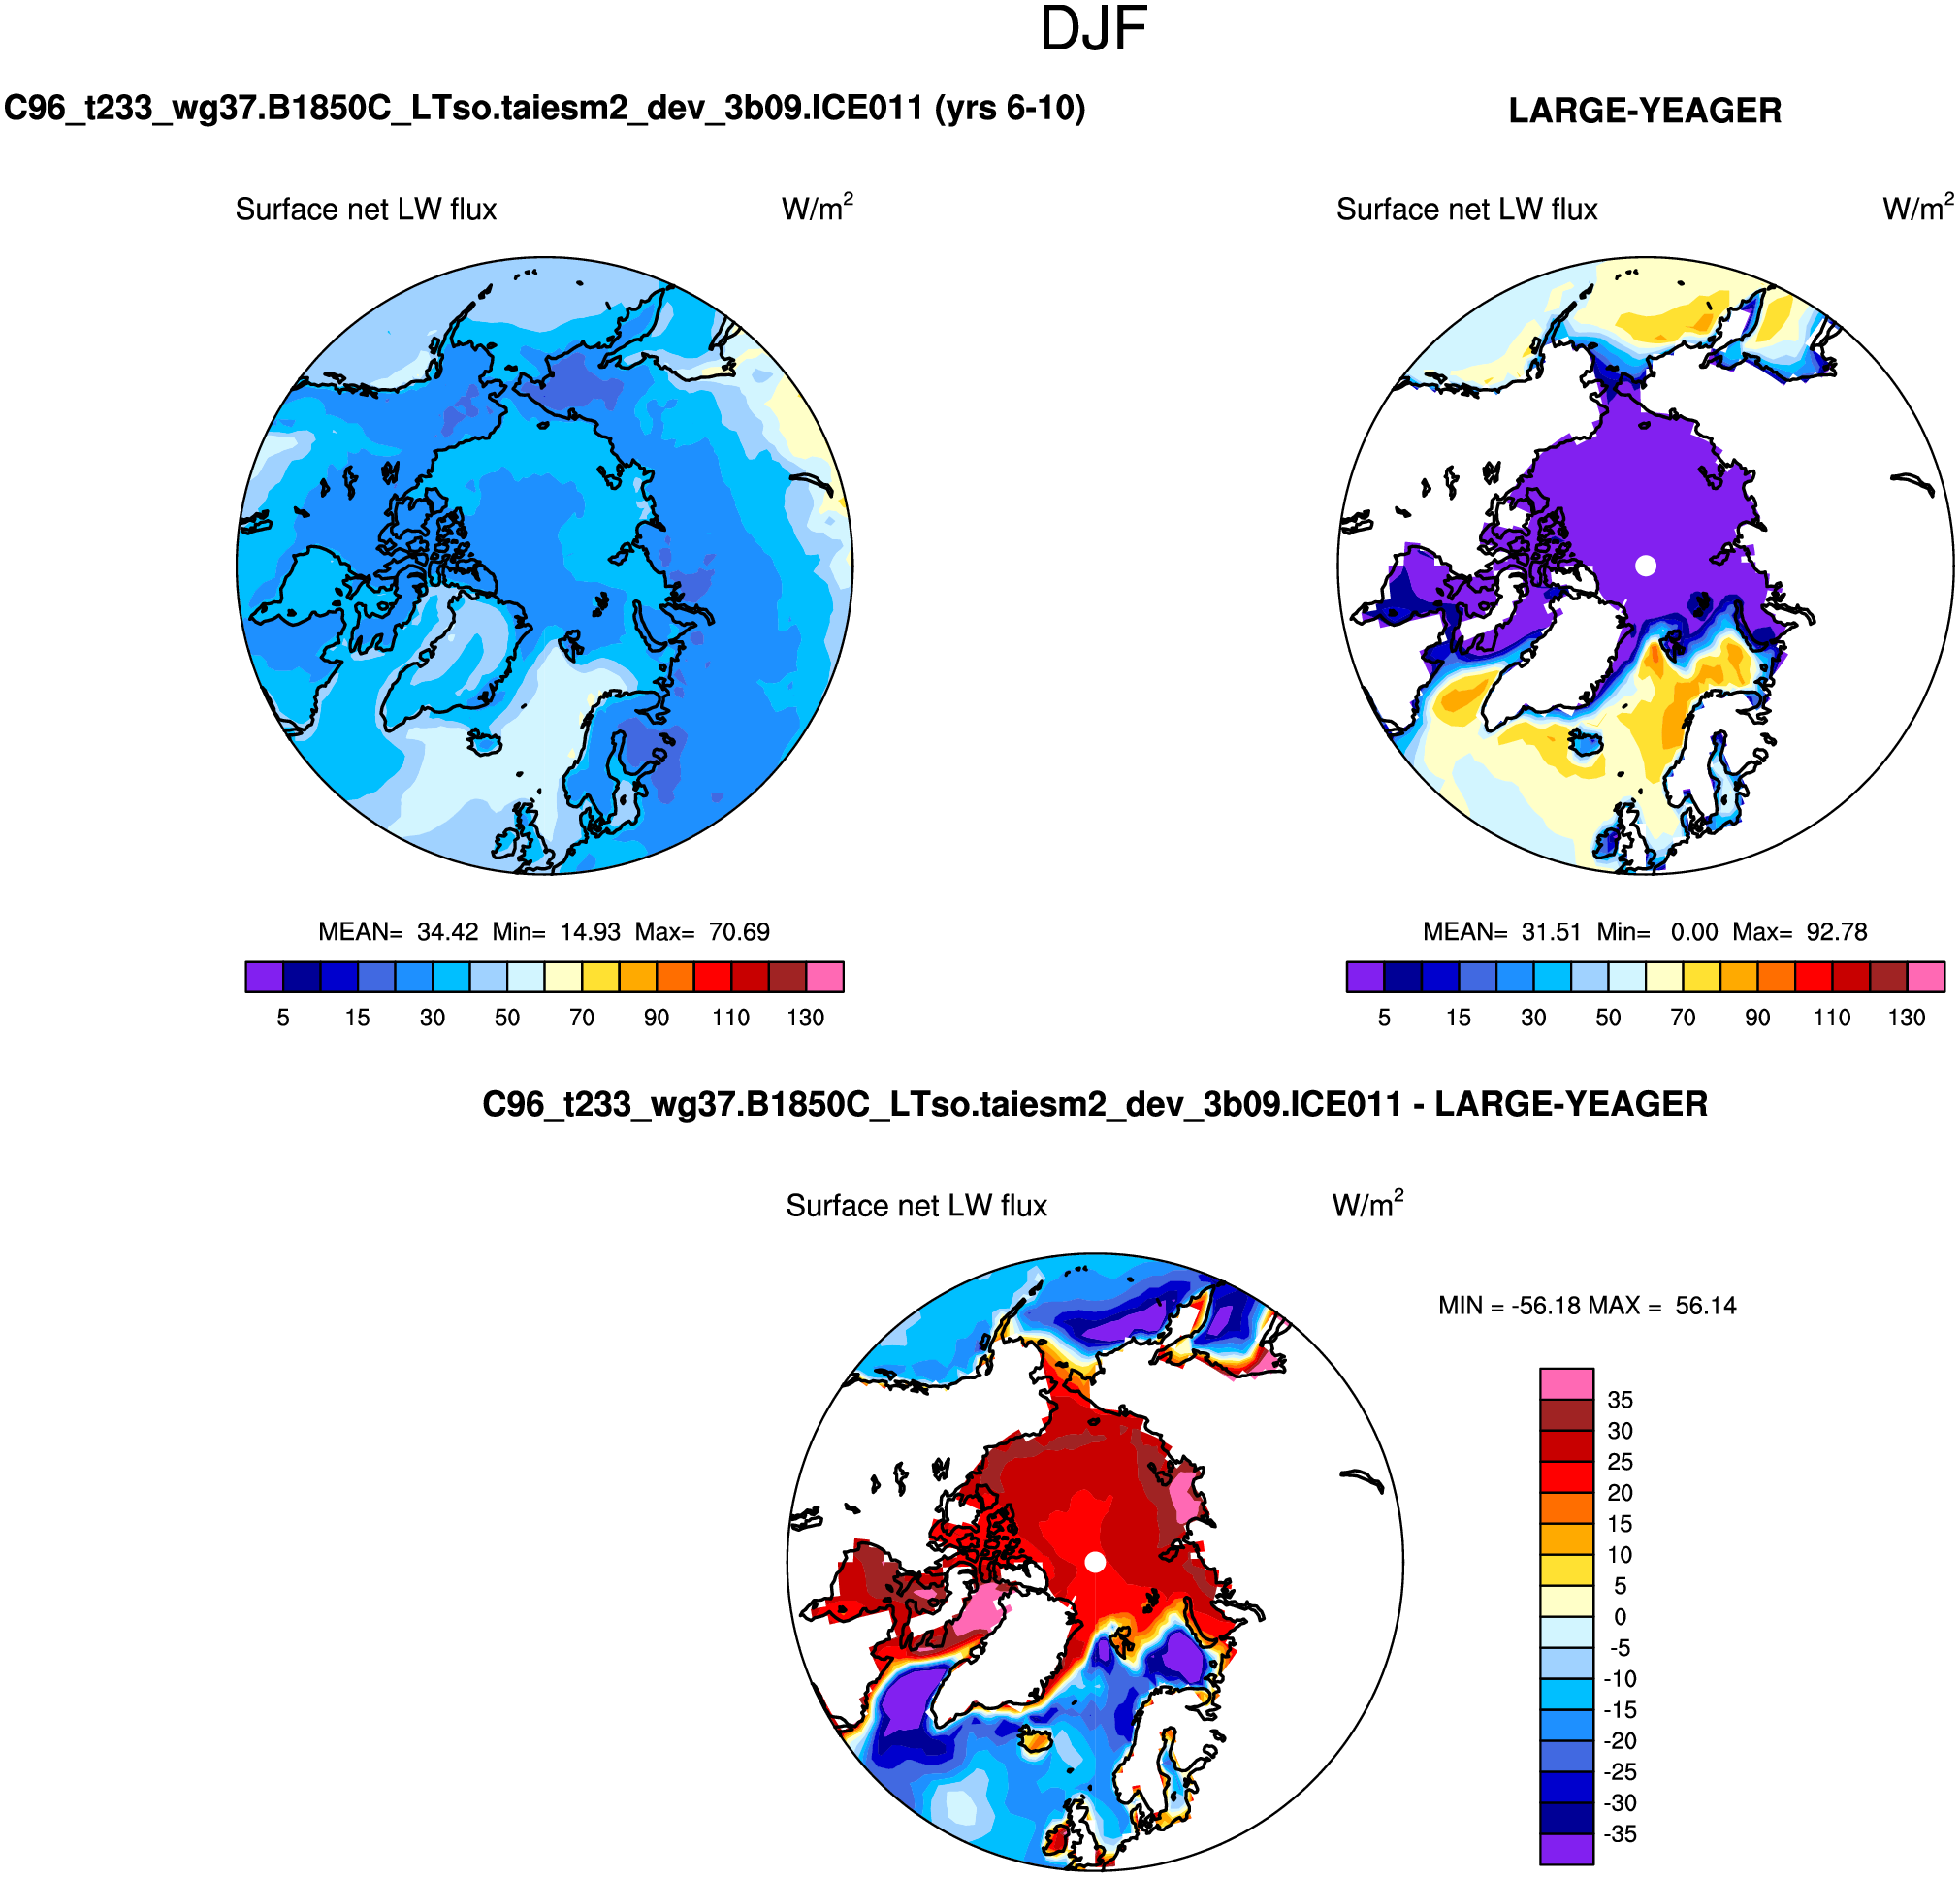 DJF
C96_t233_wg37.B1850C_LTso.taiesm2_dev_3b09.ICE011 (yrs 6-10)
LARGE-YEAGER
Surface net LW flux W/m2
Surface net LW flux W/m2
MEAN= 34.42 Min= 14.93 Max= 70.69
MEAN= 31.51 Min= 0.00 Max= 92.78
5 15 30 50 70 90 110 130
5 15 30 50 70 90 110 130
C96_t233_wg37.B1850C_LTso.taiesm2_dev_3b09.ICE011 - LARGE-YEAGER
Surface net LW flux W/m2
MIN = -56.18 MAX = 56.14
35
30
25
20
15
10
5
0
-5
-10
-15
-20
-25
-30
-35